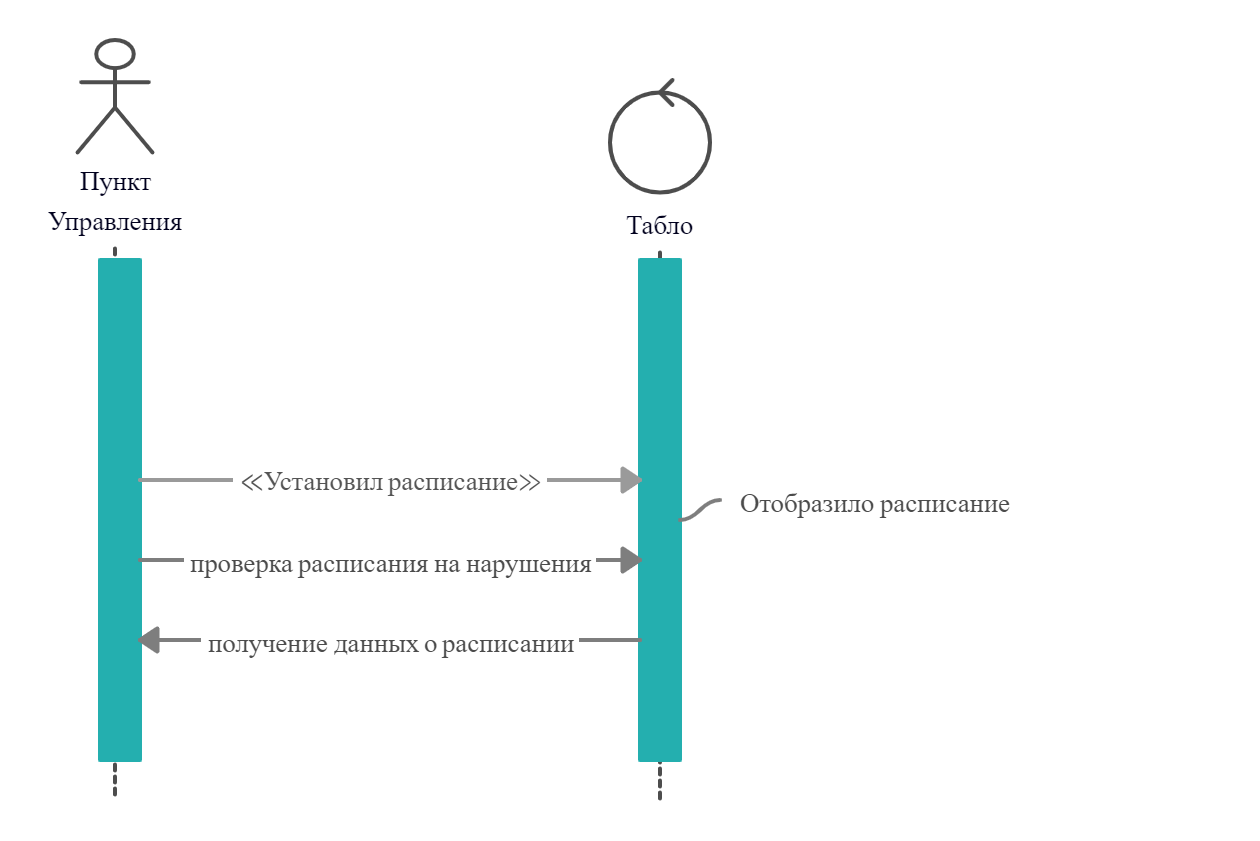 Пункт
Управления
Табло
≪Установил расписание≫
Отобразило расписание
проверка расписания на нарушения
получение данных о расписании